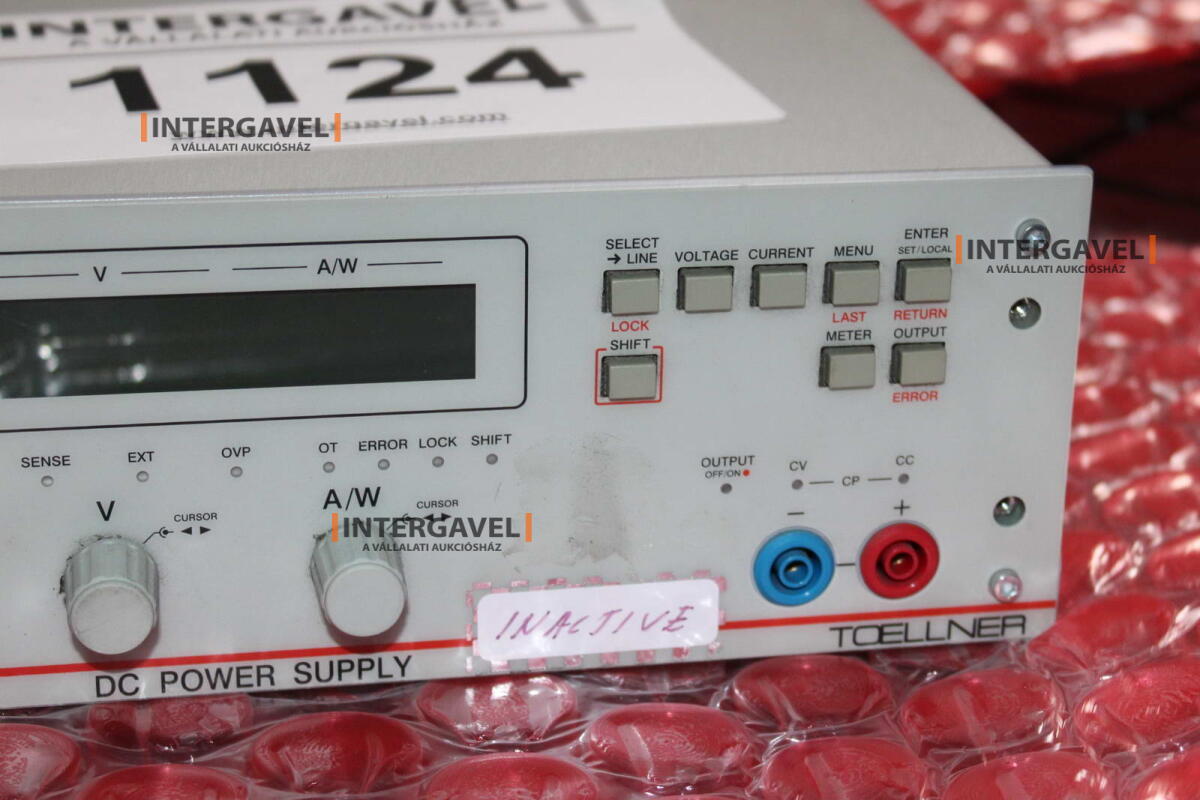 INTERGAVEL
A VÁLLALATI AUKCIÓSHÁZ
1124
INTERGAVEL
A VÁLLALATI AUKCIÓSHÁZ
INTERGAVEL
A VÁLLALATI AUKCIÓSHÁZ
V
A/W
SELECT
→ LINE
VOLTAGE
CURRENT
MENU
ENTER
SET/LOCAL
LOCK
LAST
RETURN
SHIFT
METER
OUTPUT
ERROR
SENSE
EXT
OVP
OT
ERROR
LOCK
SHIFT
OUTPUT
OFF/ON
CV
CP
CC
V
CURSOR
A/W
CURSOR
INTERGAVEL
A VÁLLALATI AUKCIÓSHÁZ
− +
INACTIVE
TOELLNER
DC POWER SUPPLY